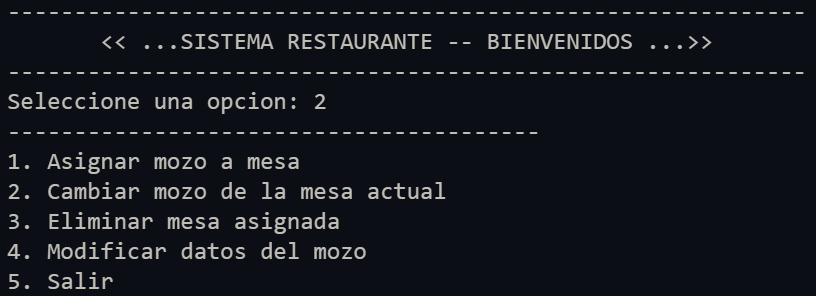 ------------------------------------------------------------
<< ...SISTEMA RESTAURANTE -- BIENVENIDOS ...>>
------------------------------------------------------------
Seleccione una opcion: 2
----------------------------------------
1. Asignar mozo a mesa
2. Cambiar mozo de la mesa actual
3. Eliminar mesa asignada
4. Modificar datos del mozo
5. Salir